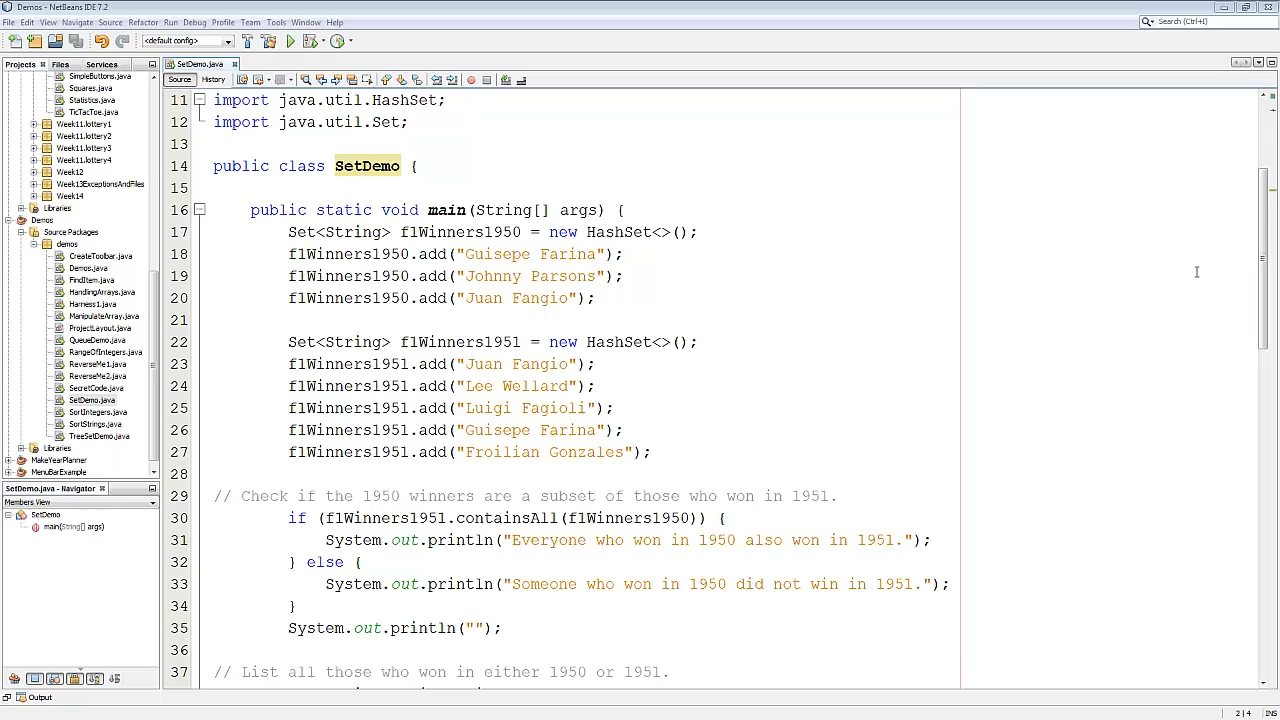 Demos - NetBeans IDE 7.2
File Edit View Navigate Source Refactor Run Debug Profile Team Tools Window Help
Search (Ctrl+I)
<default config>
Projects Files Services
SimpleButtons.java
Squares.java
Statistics.java
TicTacToe.java
Week11.lottery1
Week11.lottery2
Week11.lottery3
Week11.lottery4
Week12
Week13ExceptionsAndFiles
Week14
Libraries
Demos
Source Packages
demos
CreateToolbar.java
Demos.java
FindItem.java
HandlingArrays.java
Harness1.java
ManipulateArray.java
ProjectLayout.java
QueueDemo.java
RangeOfIntegers.java
ReverseMe1.java
ReverseMe2.java
SecretCode.java
SetDemo.java
SortIntegers.java
SortStrings.java
TreeSetDemo.java
Libraries
MakeYearPlanner
MenuBarExample
SetDemo.java - Navigator
Members View
SetDemo
main(String[] args)
Output
SetDemo.java
Source History
11 import java.util.HashSet;
12 import java.util.Set;
13
14 public class SetDemo {
15
16 public static void main(String[] args) {
17 Set<String> f1Winners1950 = new HashSet<>();
18 f1Winners1950.add("Guisepe Farina");
19 f1Winners1950.add("Johnny Parsons");
20 f1Winners1950.add("Juan Fangio");
21
22 Set<String> f1Winners1951 = new HashSet<>();
23 f1Winners1951.add("Juan Fangio");
24 f1Winners1951.add("Lee Wellard");
25 f1Winners1951.add("Luigi Fagioli");
26 f1Winners1951.add("Guisepe Farina");
27 f1Winners1951.add("Froilian Gonzales");
28
29 // Check if the 1950 winners are a subset of those who won in 1951.
30 if (f1Winners1951.containsAll(f1Winners1950)) {
31 System.out.println("Everyone who won in 1950 also won in 1951.");
32 } else {
33 System.out.println("Someone who won in 1950 did not win in 1951.");
34 }
35 System.out.println("");
36
37 // List all those who won in either 1950 or 1951.
2|4 INS